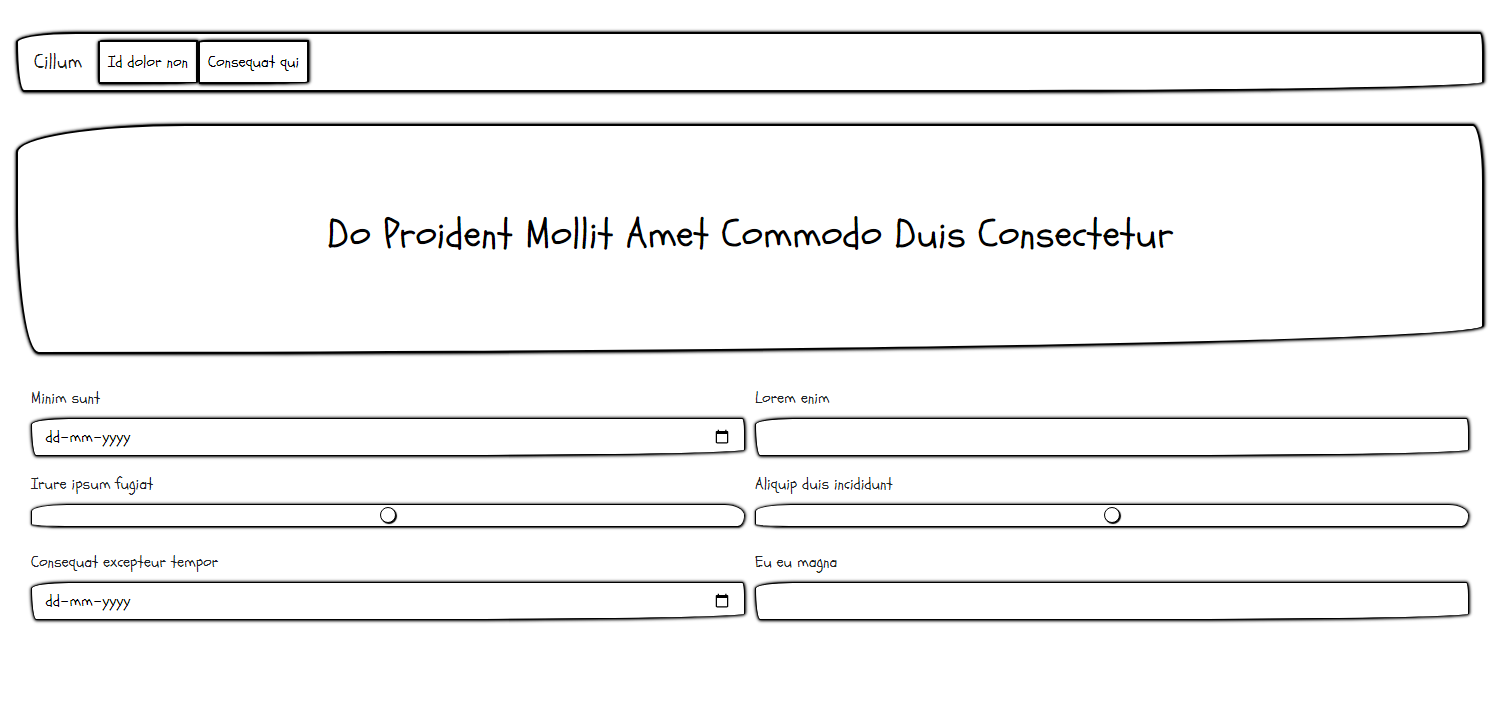 Cillum Id dolor non Consequat qui
Do Proident Mollit Amet Commodo Duis Consectetur
Minim sunt
dd-mm-yyyy
Lorem enim
Irure ipsum fugiat
Aliquip duis incididunt
Consequat excepteur tempor
dd-mm-yyyy
Eu eu magna